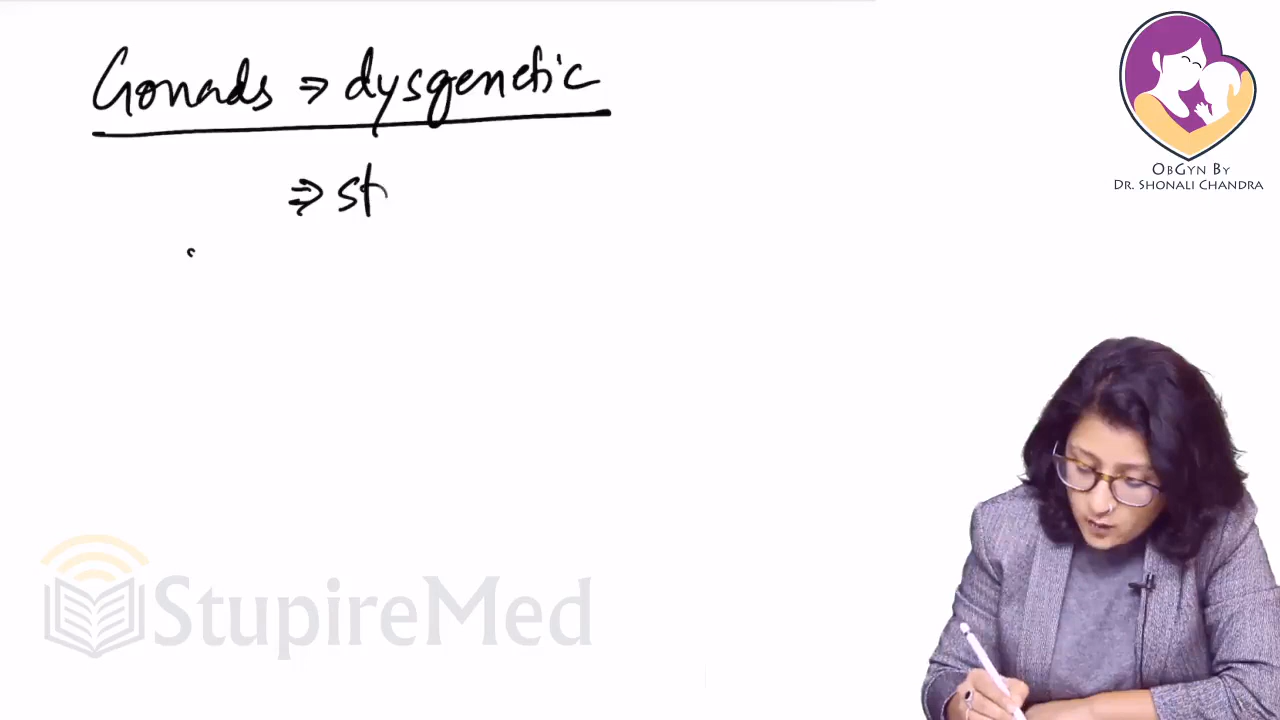 Gonads ⇒ dysgenetic
⇒ st
OBGYN BY
DR. SHONALI CHANDRA
StupireMed